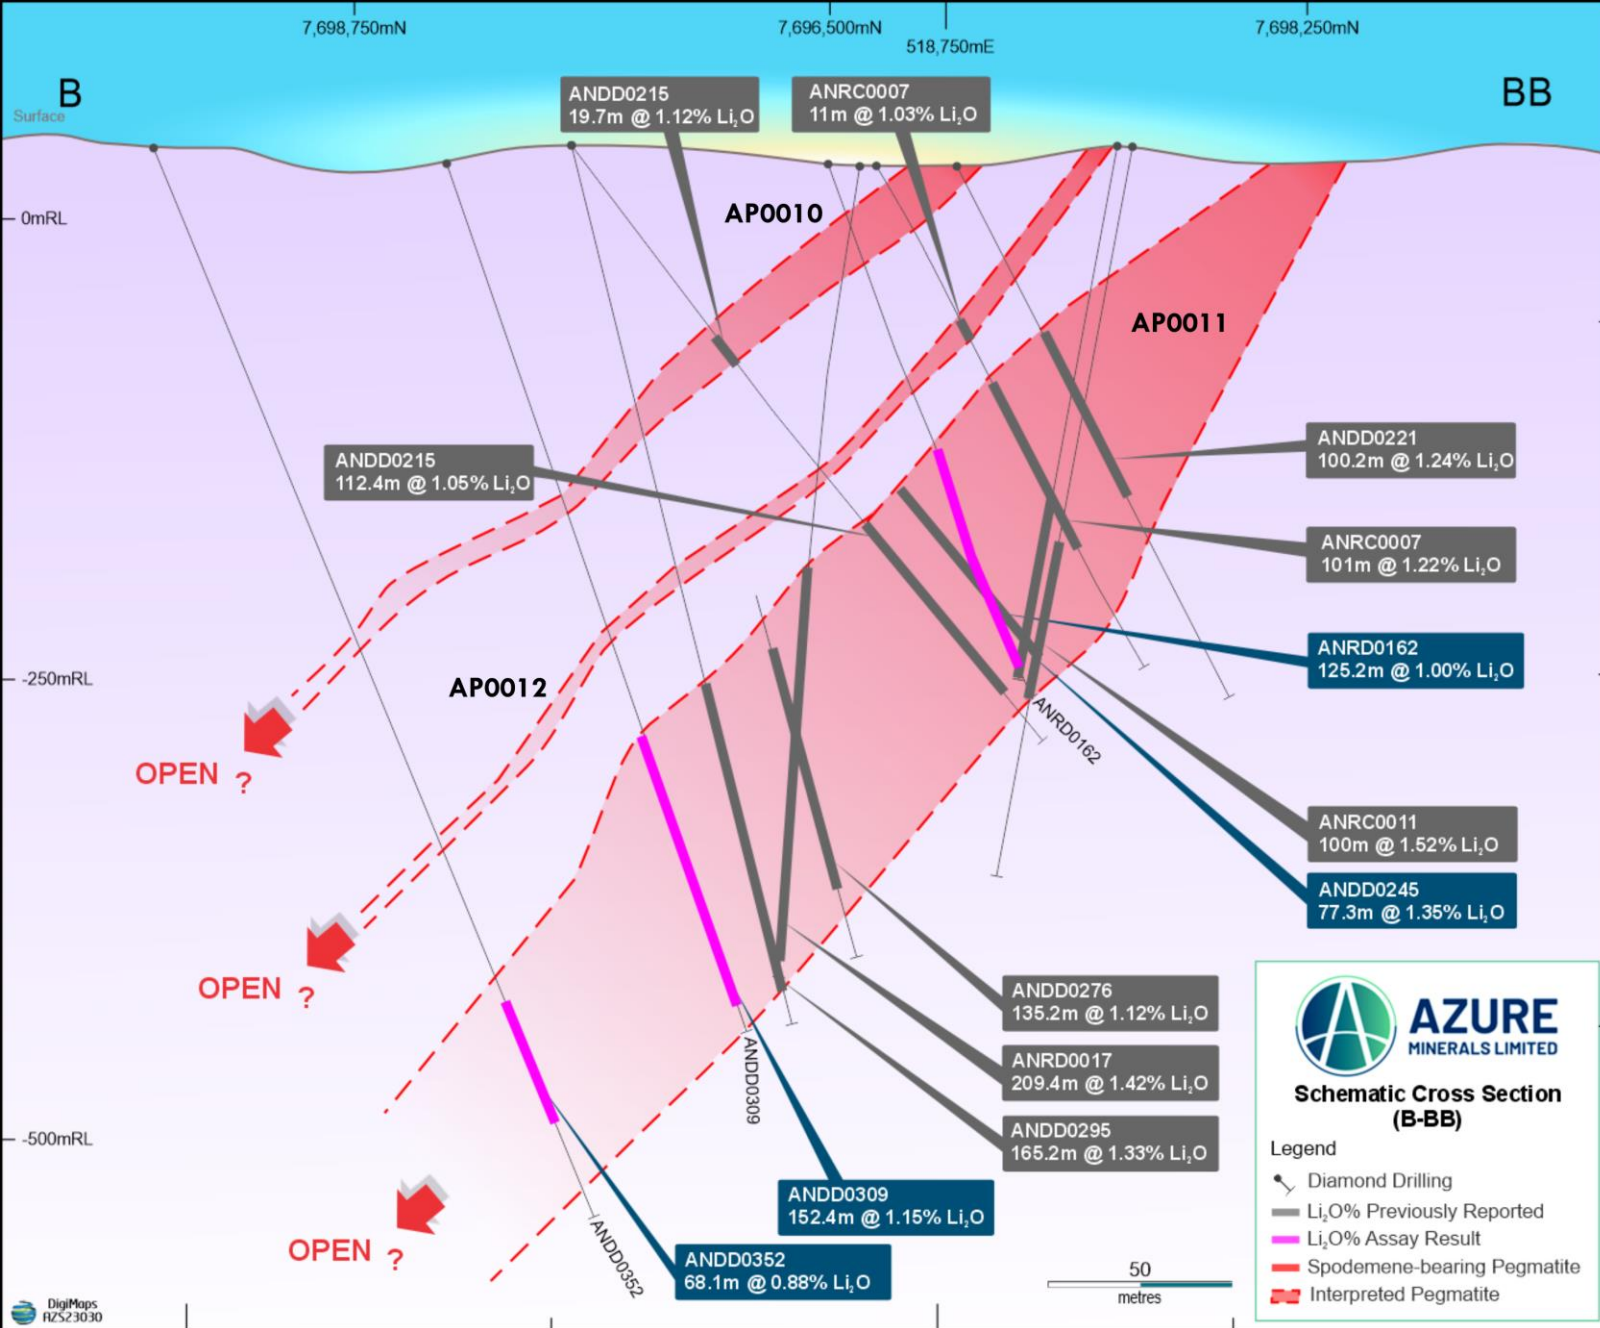 7,698,750mN
7,696,500mN
518,750mE
7,698,250mN
B
BB
Surface
ANDD0215
19.7m @ 1.12% Li₂O
ANRC0007
11m @ 1.03% Li₂O
AP0010
0mRL
AP0011
ANDD0215
112.4m @ 1.05% Li₂O
ANDD0221
100.2m @ 1.24% Li₂O
ANRC0007
101m @ 1.22% Li₂O
ANRD0162
125.2m @ 1.00% Li₂O
-250mRL
AP0012
ANRD0162
OPEN ?
ANRC0011
100m @ 1.52% Li₂O
ANDD0245
77.3m @ 1.35% Li₂O
OPEN ?
ANDD0276
135.2m @ 1.12% Li₂O
ANRD0017
209.4m @ 1.42% Li₂O
ANDD0295
165.2m @ 1.33% Li₂O
ANDD0309
-500mRL
ANDD0309
152.4m @ 1.15% Li₂O
OPEN ?
ANDD0352
ANDD0352
68.1m @ 0.88% Li₂O
50
metres
AZURE
MINERALS LIMITED
Schematic Cross Section
(B-BB)
Legend
Diamond Drilling
Li₂O% Previously Reported
Li₂O% Assay Result
Spodemene-bearing Pegmatite
Interpreted Pegmatite
DigiMaps
AZS23030